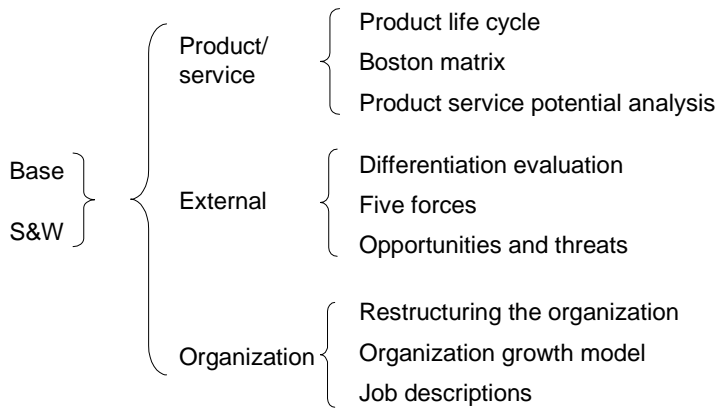 Base
S&W
Product/
service
Product life cycle
Boston matrix
Product service potential analysis
External
Differentiation evaluation
Five forces
Opportunities and threats
Organization
Restructuring the organization
Organization growth model
Job descriptions